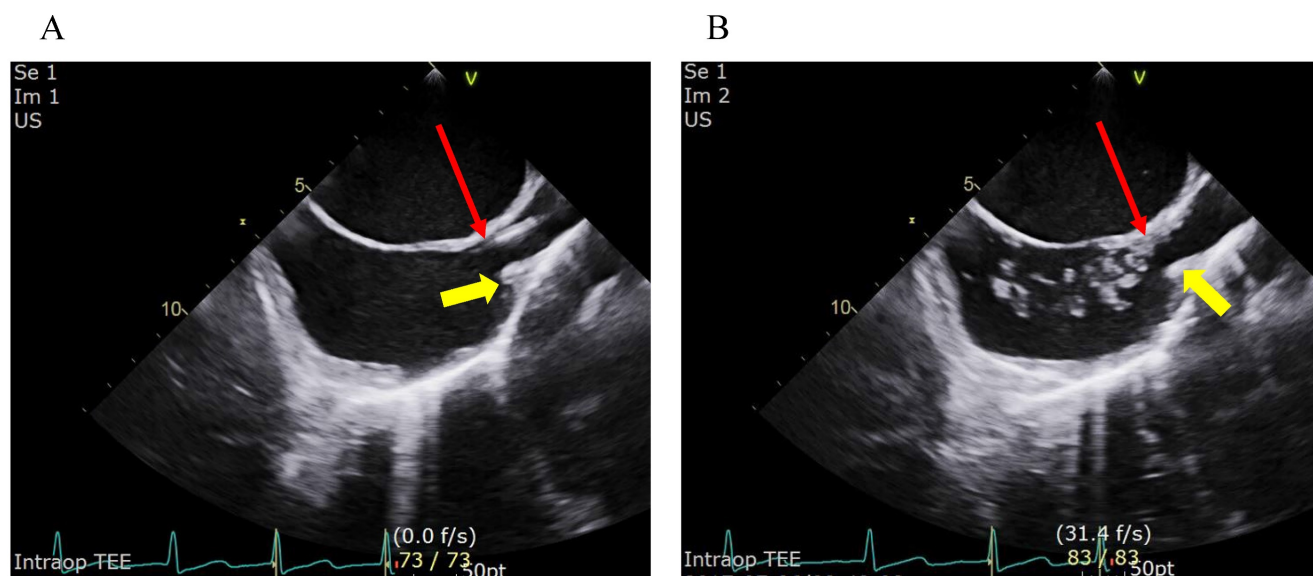 A
B
Se 1
Im 1
US
V
5
10
(0.0 f/s)
73 / 73
50pt
Intraop TEE
Se 1
Im 2
US
V
5
10
(31.4 f/s)
83 / 83
50pt
Intraop TEE